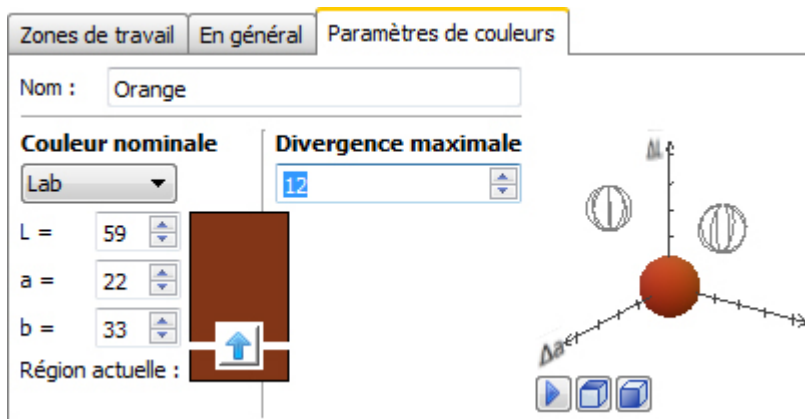 Zones de travail En général Paramètres de couleurs
Nom : Orange
Couleur nominale Divergence maximale
Lab 12
L = 59
a = 22
b = 33
Région actuelle :
ΔL
Δa